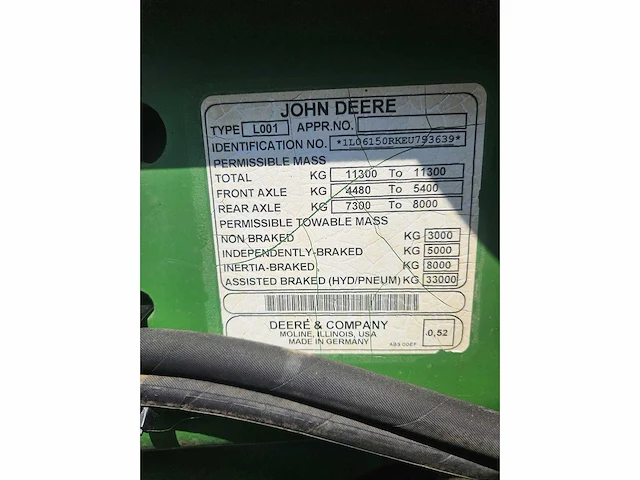 JOHN DEERE
TYPE L001 APPR.NO.
IDENTIFICATION NO. *1L06150RKEU793639*
PERMISSIBLE MASS
TOTAL KG 11300 To 11300
FRONT AXLE KG 4480 To 5400
REAR AXLE KG 7300 To 8000
PERMISSIBLE TOWABLE MASS
NON BRAKED KG 3000
INDEPENDENTLY-BRAKED KG 5000
INERTIA-BRAKED KG 8000
ASSISTED BRAKED (HYD/PNEUM) KG 33000
DEERE & COMPANY
MOLINE, ILLINOIS, USA
MADE IN GERMANY
ABS COEF 0,52